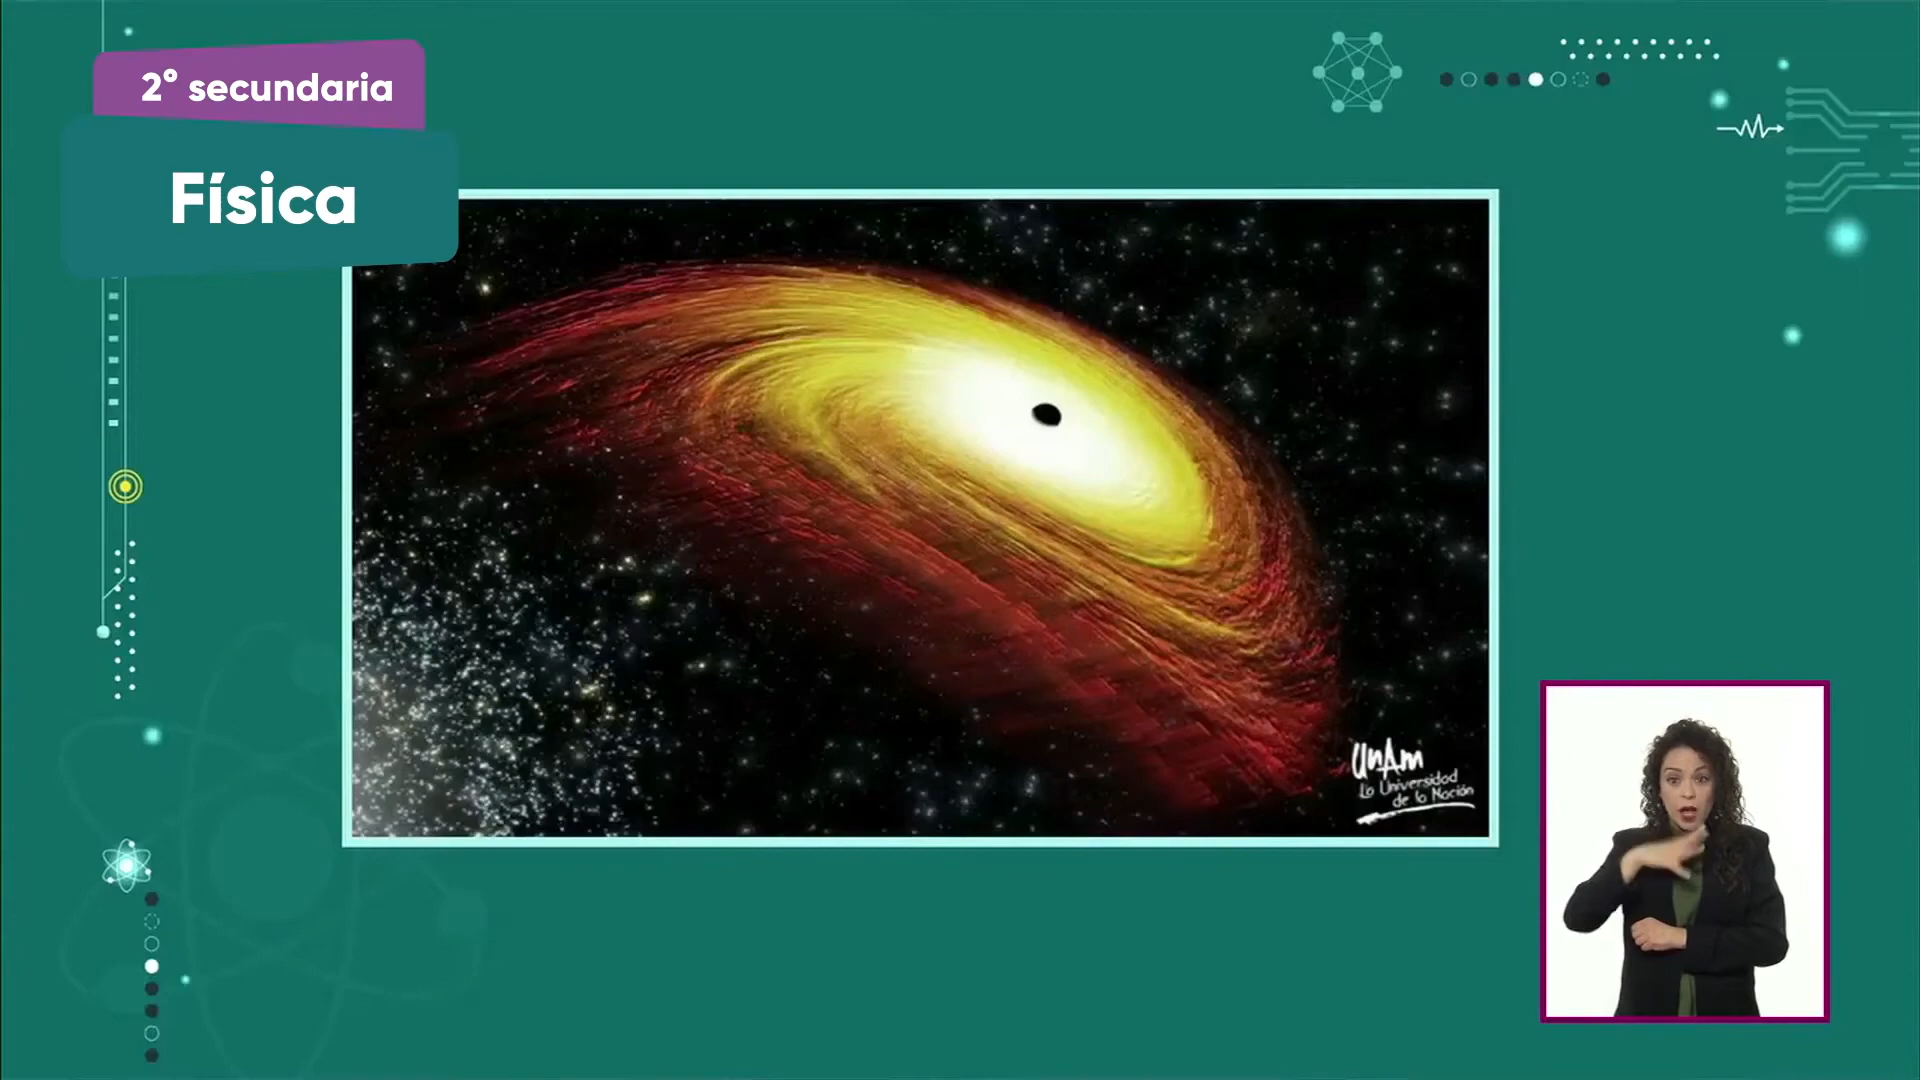 2° secundaria
Física
UnAm
La Universidad
de la Nación